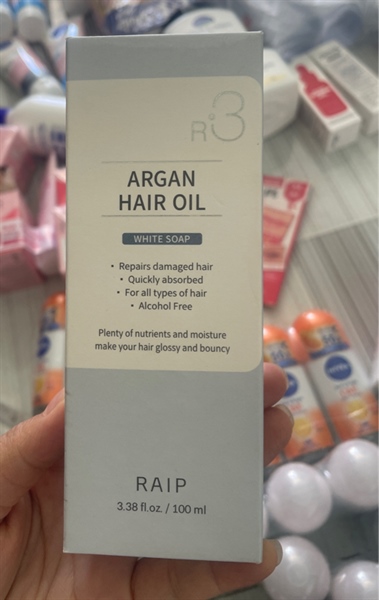 R3
ARGAN
HAIR OIL
WHITE SOAP
• Repairs damaged hair
• Quickly absorbed
• For all types of hair
• Alcohol Free
Plenty of nutrients and moisture
make your hair glossy and bouncy
RAIP
3.38 fl.oz. / 100 ml
NIVEA